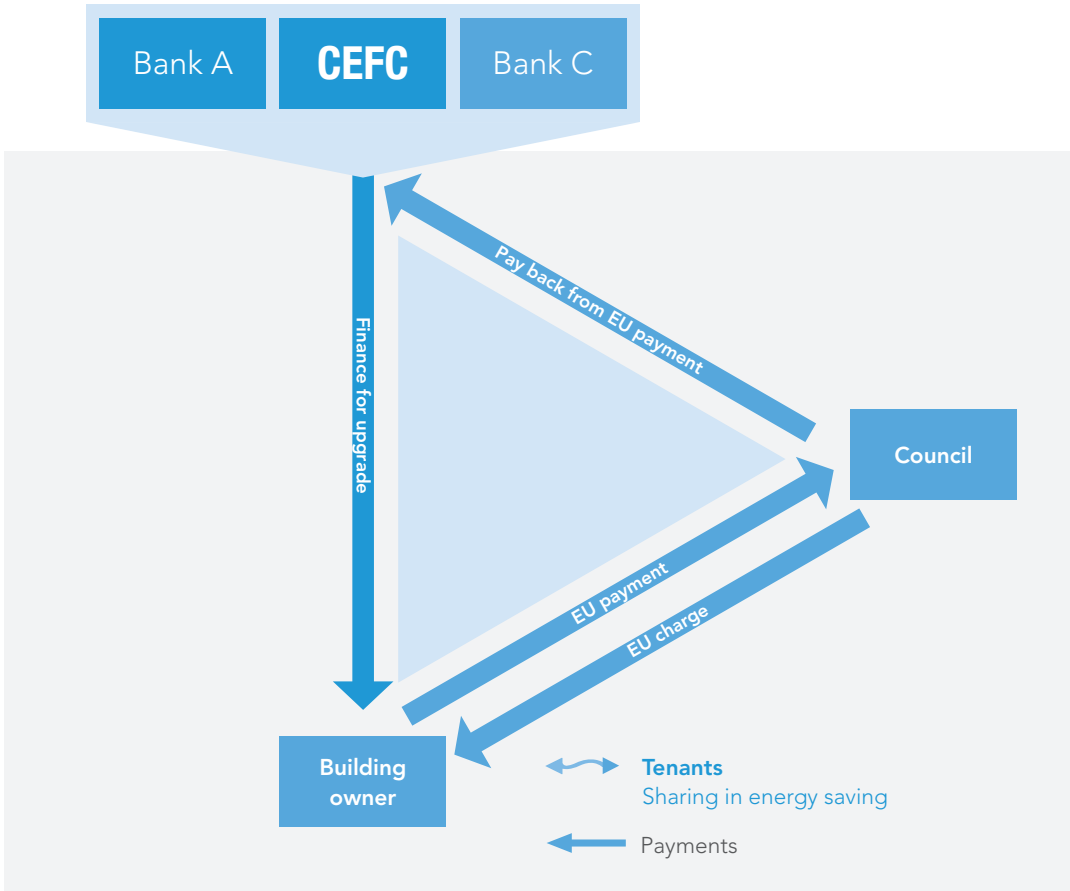 Bank A
CEFC
Bank C
Pay back from EU payment
Finance for upgrade
Council
EU payment
EU charge
Building
owner
Tenants
Sharing in energy saving
Payments